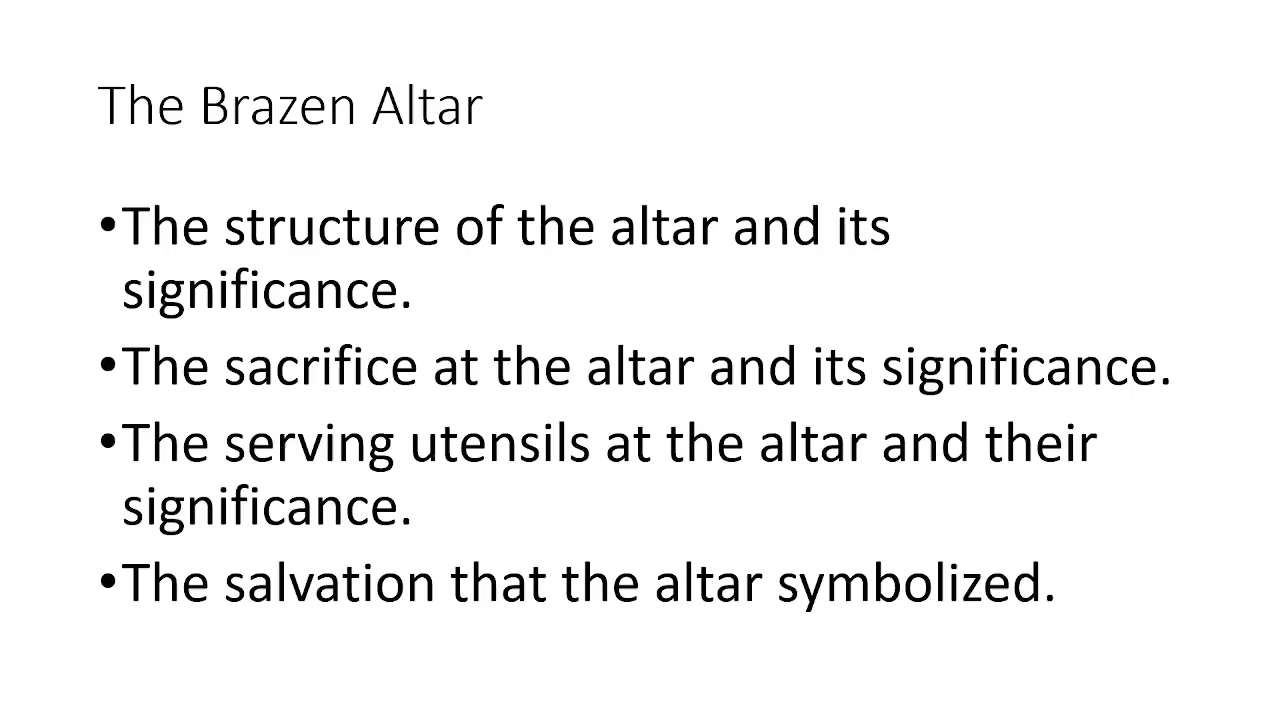 The Brazen Altar
•The structure of the altar and its
significance.
•The sacrifice at the altar and its significance.
•The serving utensils at the altar and their
significance.
•The salvation that the altar symbolized.